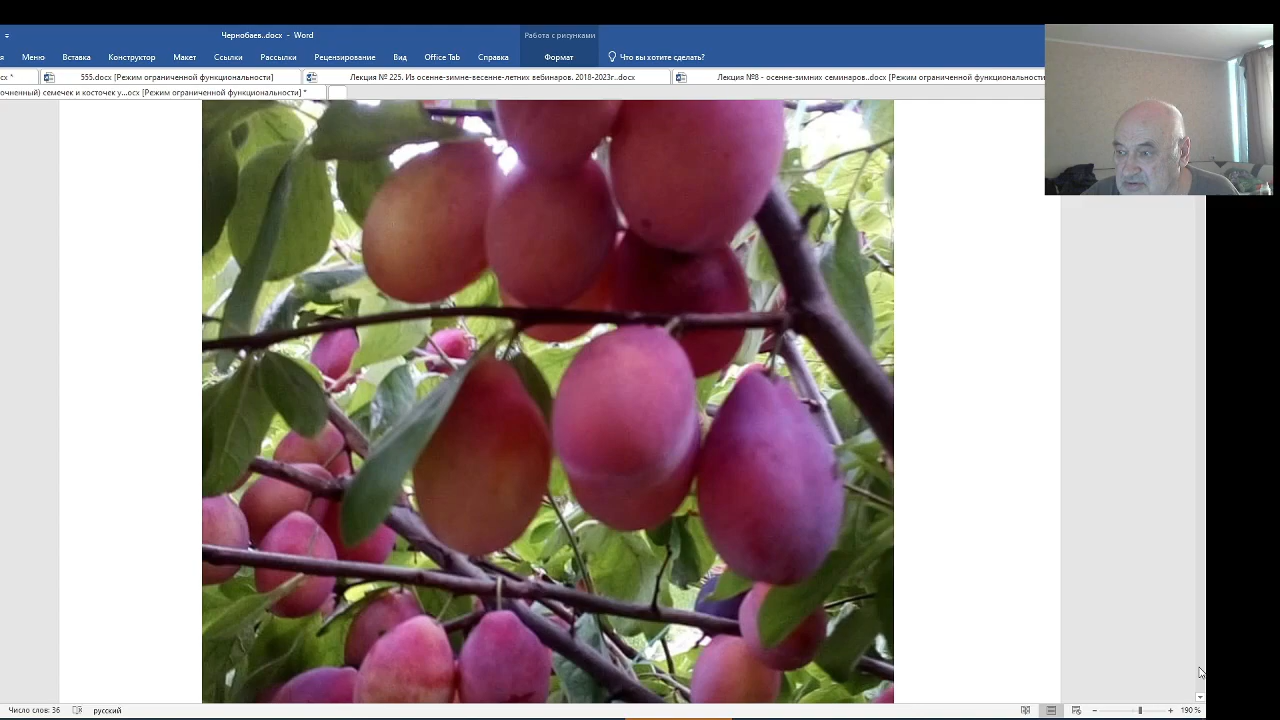 Чернобаев..docx - Word
Работа с рисунками
Меню Вставка Конструктор Макет Ссылки Рассылки Рецензирование Вид Office Tab Справка Формат Что вы хотите сделать?
cx * 555.docx [Режим ограниченной функциональности] Лекция № 225. Из осенне-зимне-весенне-летних вебинаров. 2018-2023г..docx Лекция №8 - осенне-зимних семинаров..docx [Режим ограниченной функциональности
оченный) семечек и косточек у...ocx [Режим ограниченной функциональности] *
Число слов: 36 русский 190 %